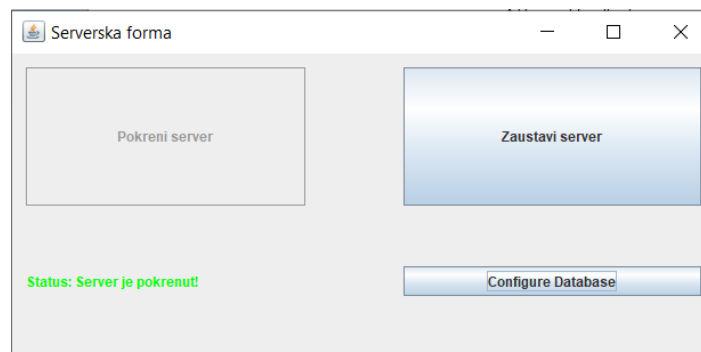 Serverska forma
Pokreni server
Zaustavi server
Status: Server je pokrenut!
Configure Database